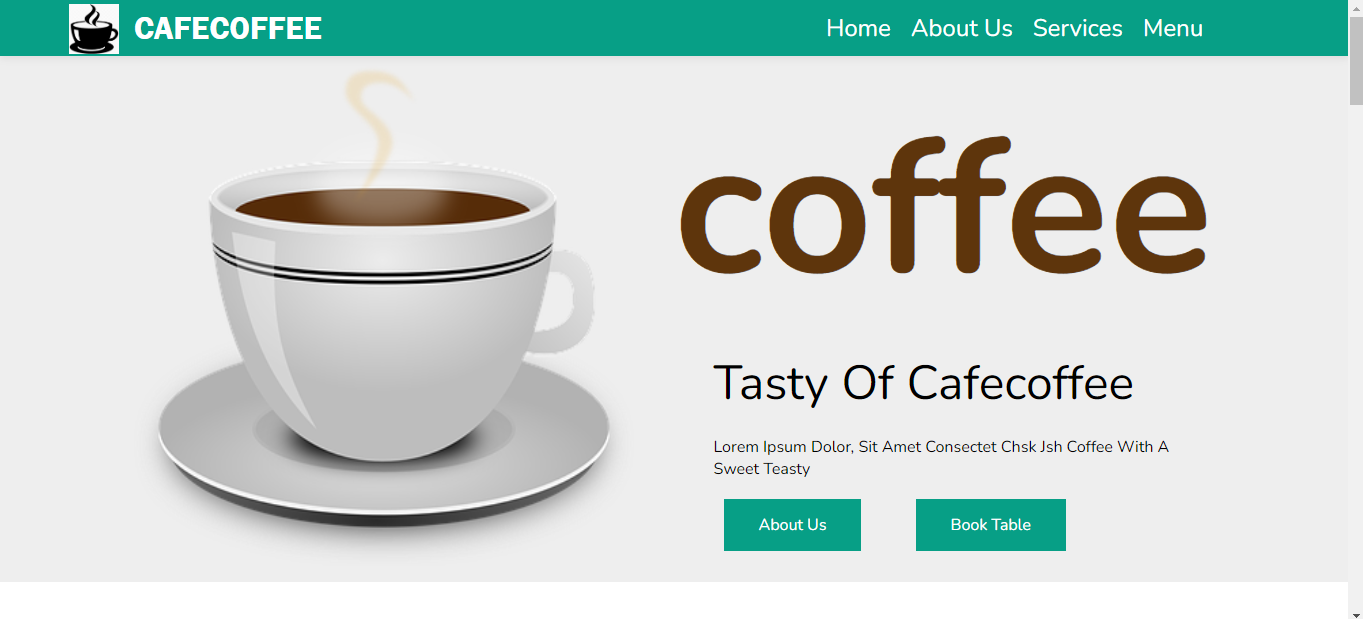 CAFECOFFEE
Home About Us Services Menu
coffee
Tasty Of Cafecoffee
Lorem Ipsum Dolor, Sit Amet Consectet Chsk Jsh Coffee With A
Sweet Teasty
About Us Book Table